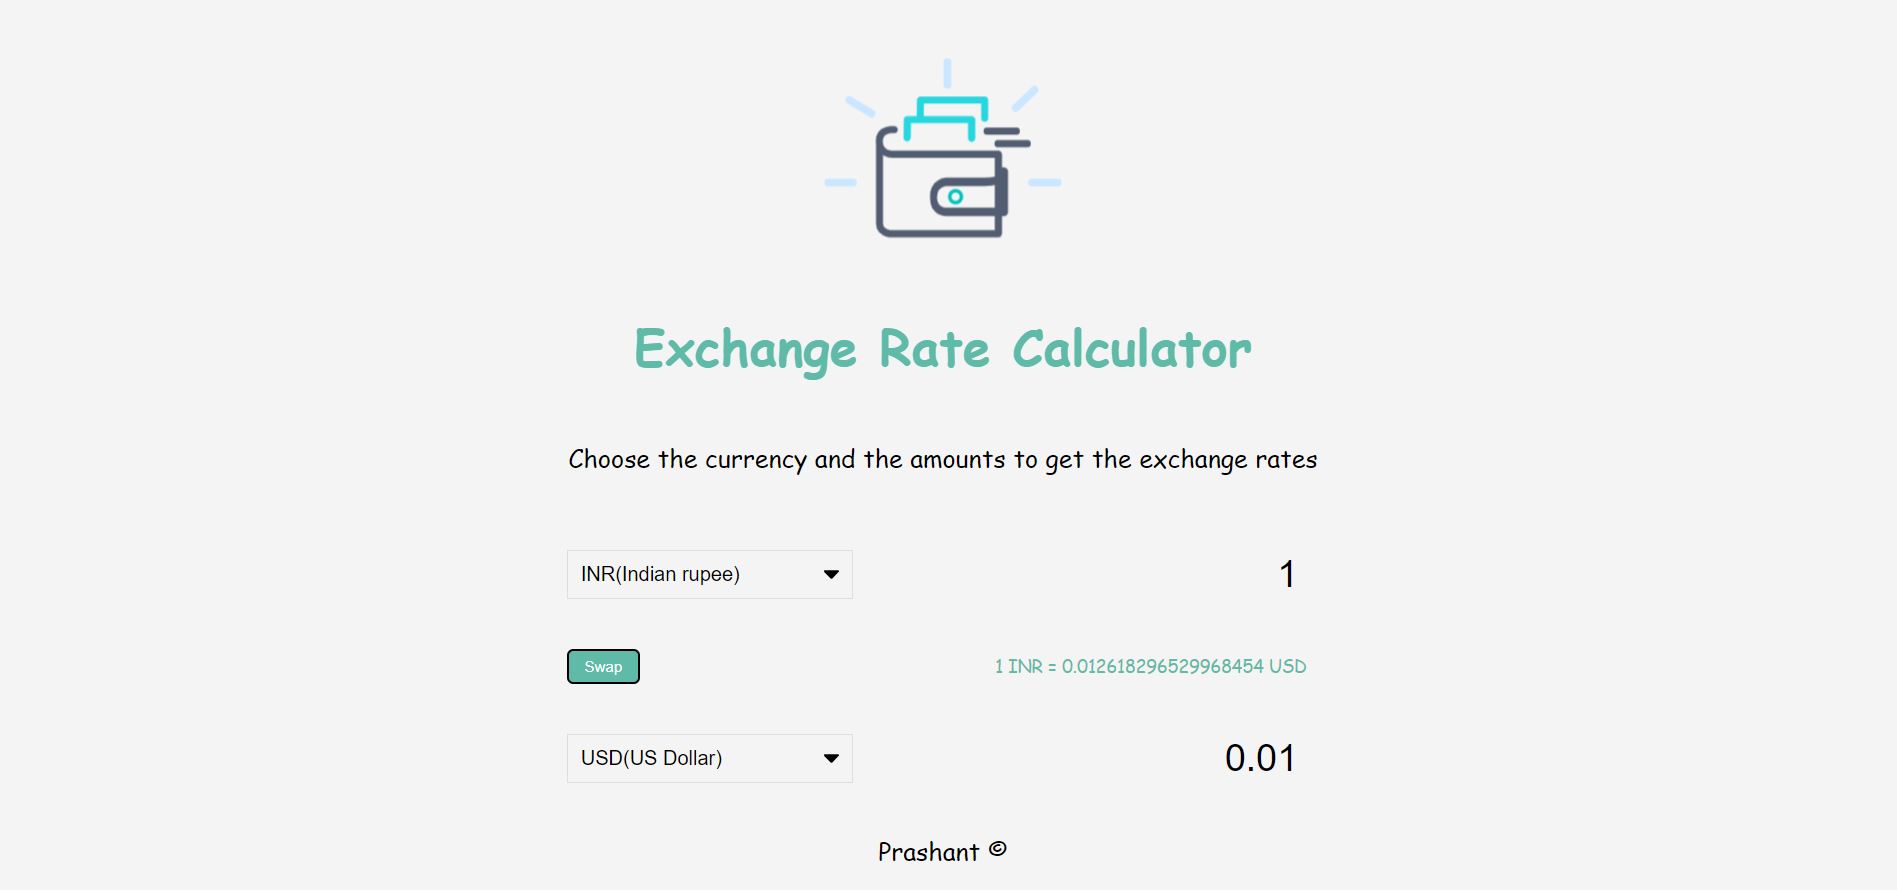 Exchange Rate Calculator
Choose the currency and the amounts to get the exchange rates
INR(Indian rupee)
1
Swap
1 INR = 0.012618296529968454 USD
USD(US Dollar)
0.01
Prashant ©